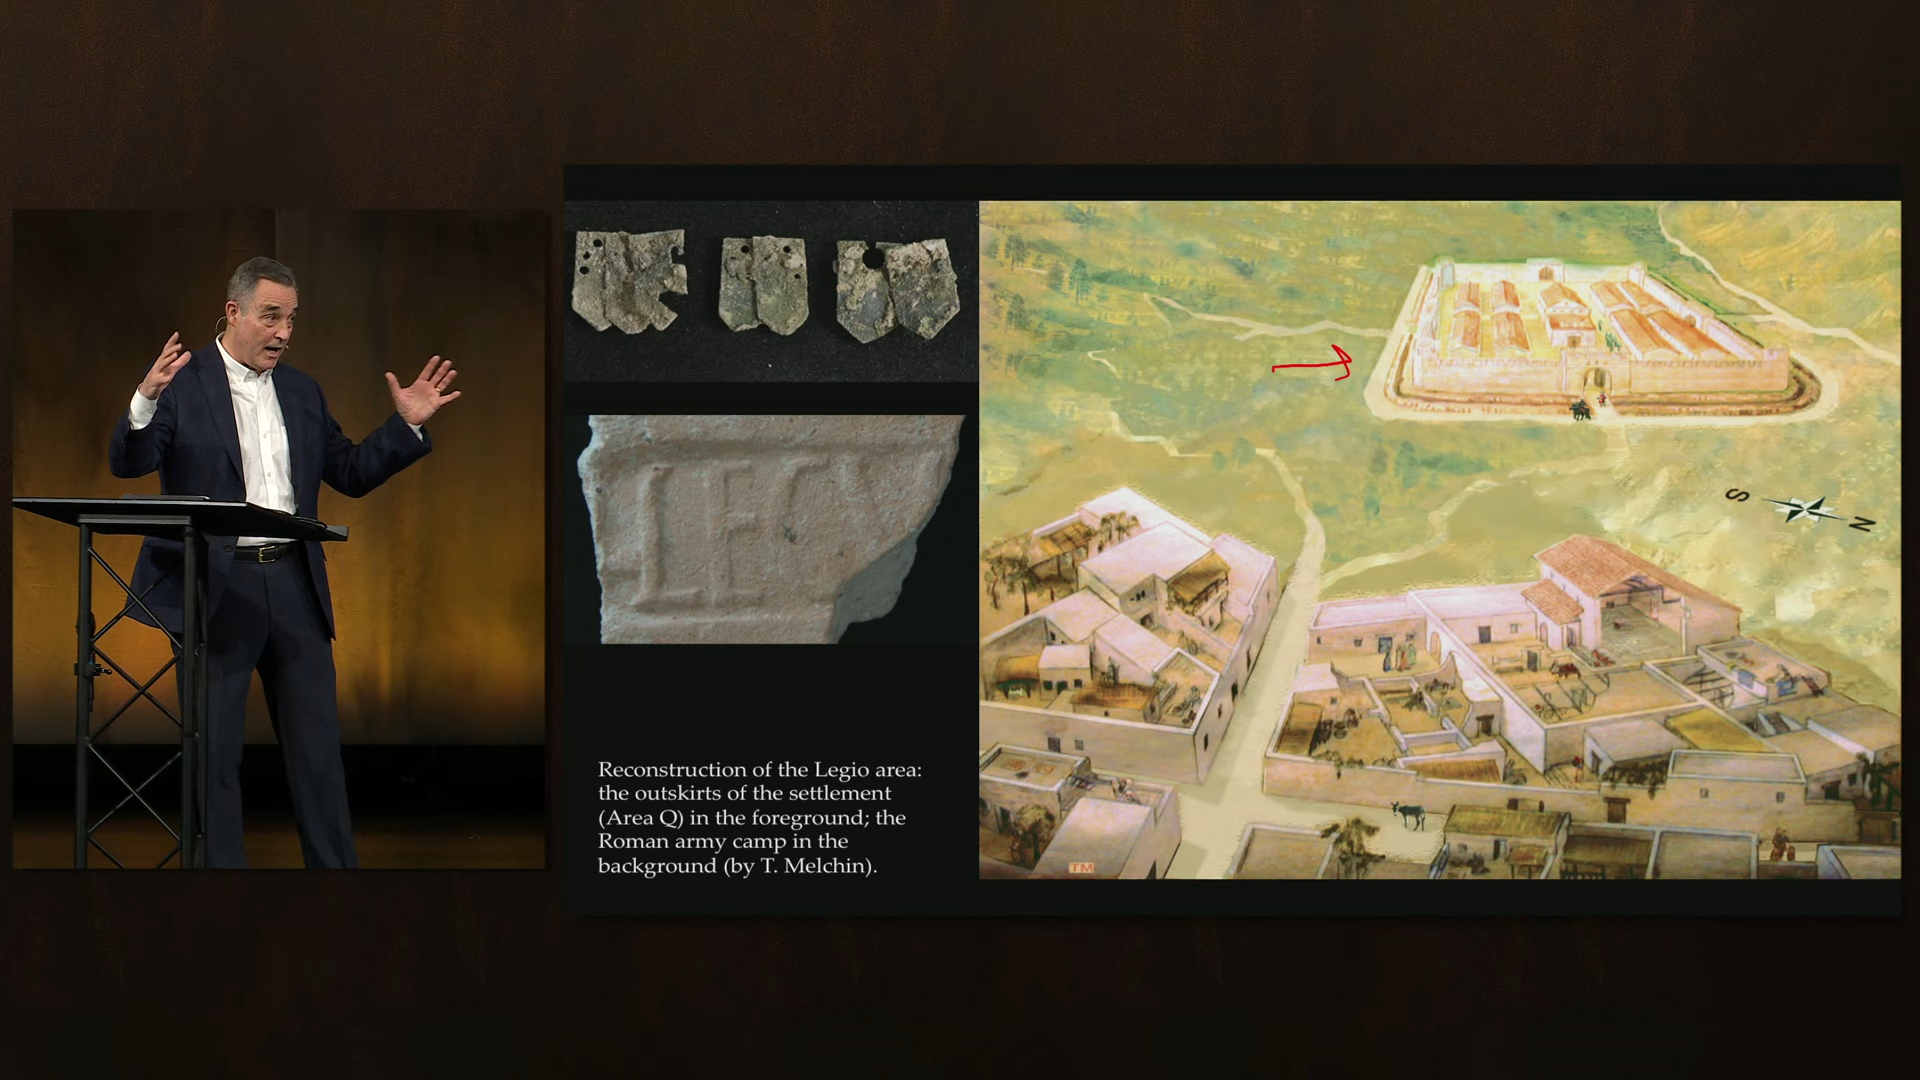 LEG
Reconstruction of the Legio area:
the outskirts of the settlement
(Area Q) in the foreground; the
Roman army camp in the
background (by T. Melchin).
S
N
TM